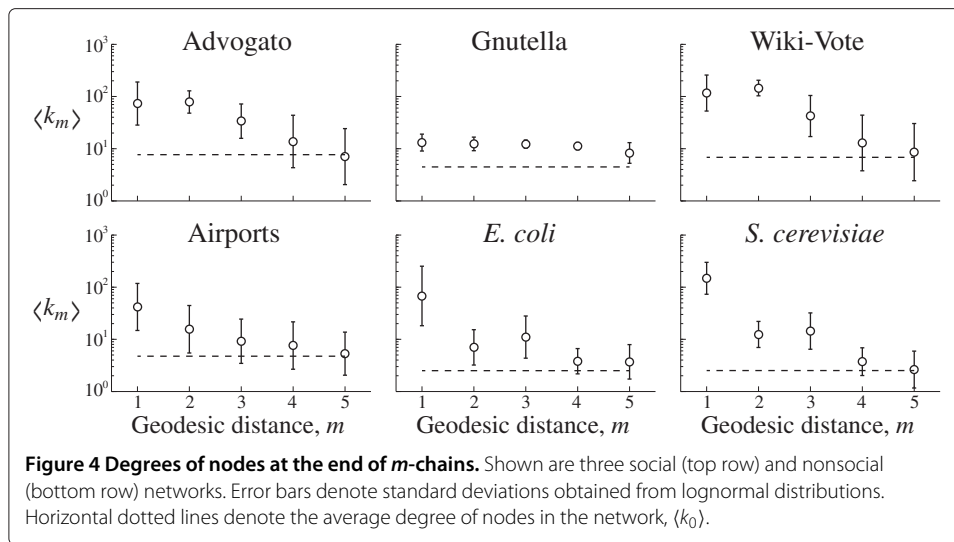 Advogato Gnutella Wiki-Vote
10³
10²
⟨kₘ⟩
10¹
10⁰
Airports E. coli S. cerevisiae
10³
10²
⟨kₘ⟩
10¹
10⁰
1 2 3 4 5 1 2 3 4 5 1 2 3 4 5
Geodesic distance, m Geodesic distance, m Geodesic distance, m
Figure 4 Degrees of nodes at the end of m-chains. Shown are three social (top row) and nonsocial
(bottom row) networks. Error bars denote standard deviations obtained from lognormal distributions.
Horizontal dotted lines denote the average degree of nodes in the network, ⟨k₀⟩.